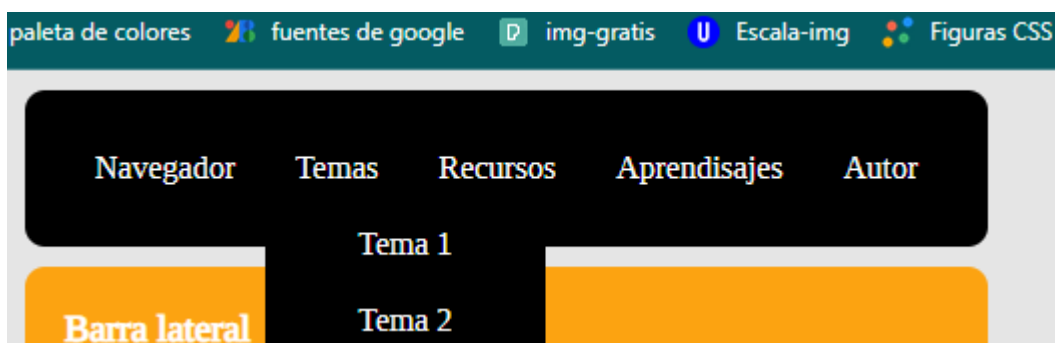 paleta de colores fuentes de google img-gratis U Escala-img Figuras CSS
Navegador Temas Recursos Aprendisajes Autor
Tema 1
Barra lateral Tema 2